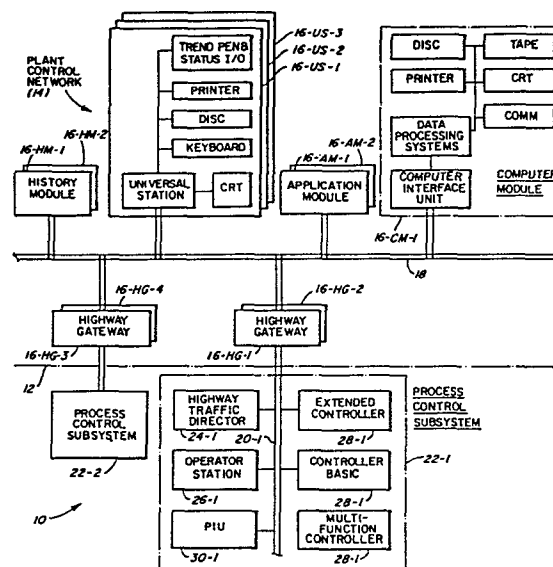 16-US-3
16-US-2
16-US-1
TREND PEN8
STATUS I/O
PRINTER
DISC
KEYBOARD
UNIVERSAL
STATION
CRT
PLANT
CONTROL
NETWORK
(14)
16-HM-2
16-HM-1
HISTORY
MODULE
16-AM-2
16-AM-1
APPLICATION
MODULE
DISC
TAPE
PRINTER
CRT
COMM
DATA
PROCESSING
SYSTEMS
COMPUTER
INTERFACE
UNIT
COMPUTER
MODULE
16-CM-1
18
16-HG-4
HIGHWAY
GATEWAY
16-HG-3
16-HG-2
HIGHWAY
GATEWAY
16-HG-1
12
PROCESS
CONTROL
SUBSYSTEM
22-2
10
HIGHWAY
TRAFFIC
DIRECTOR
24-1
20-1
EXTENDED
CONTROLLER
28-1
PROCESS
CONTROL
SUBSYSTEM
22-1
OPERATOR
STATION
26-1
CONTROLLER
BASIC
28-1
PIU
30-1
MULTI-
FUNCTION
CONTROLLER
28-1